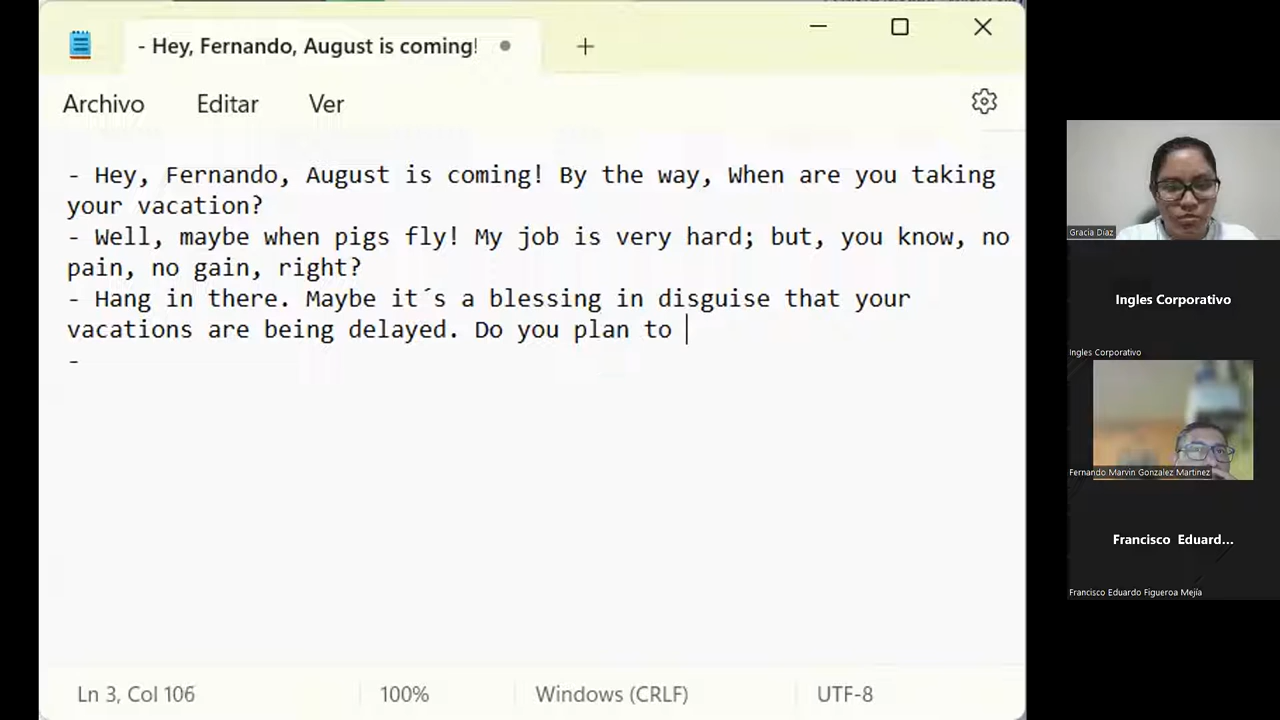 - Hey, Fernando, August is coming!
Archivo Editar Ver
- Hey, Fernando, August is coming! By the way, When are you taking
your vacation?
- Well, maybe when pigs fly! My job is very hard; but, you know, no
pain, no gain, right?
- Hang in there. Maybe it´s a blessing in disguise that your
vacations are being delayed. Do you plan to
-
Ln 3, Col 106 100% Windows (CRLF) UTF-8
Gracia Díaz
Ingles Corporativo
Ingles Corporativo
Fernando Marvin Gonzalez Martinez
Francisco Eduard...
Francisco Eduardo Figueroa Mejía